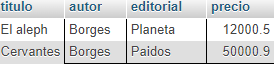 titulo autor editorial precio
El aleph Borges Planeta 12000.5
Cervantes Borges Paidos 50000.9